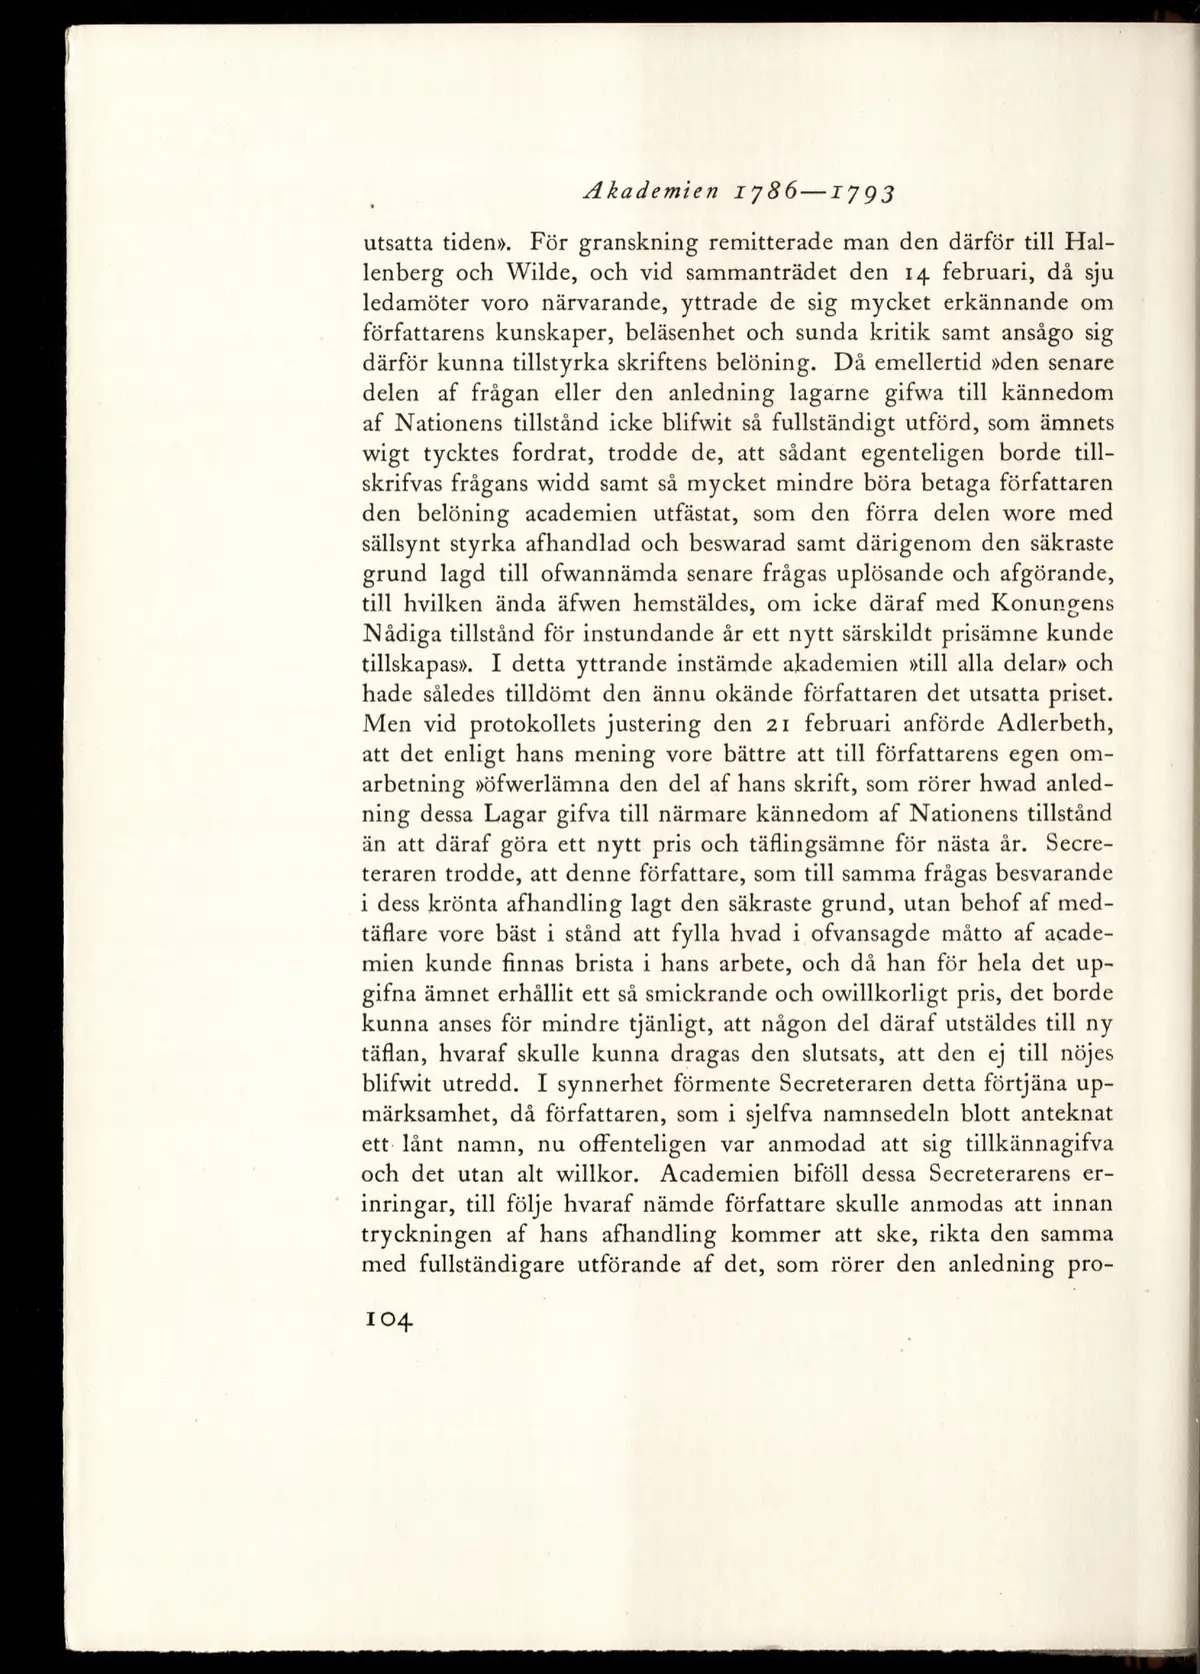 Akademien 1786—1793
utsatta tiden». För granskning remitterade man den därför till Hal-
lenberg och Wilde, och vid sammanträdet den 14 februari, då sju
ledamöter voro närvarande, yttrade de sig mycket erkännande om
författarens kunskaper, beläsenhet och sunda kritik samt ansågo sig
därför kunna tillstyrka skriftens belöning. Då emellertid »den senare
delen af frågan eller den anledning lagarne gifwa till kännedom
af Nationens tillstånd icke blifwit så fullständigt utförd, som ämnets
wigt tycktes fordrat, trodde de, att sådant egenteligen borde till-
skrifvas frågans widd samt så mycket mindre böra betaga författaren
den belöning academien utfästat, som den förra delen wore med
sällsynt styrka afhandlad och beswarad samt därigenom den säkraste
grund lagd till ofwannämda senare frågas uplösande och afgörande,
till hvilken ända äfwen hemstäldes, om icke däraf med Konungens
Nådiga tillstånd för instundande år ett nytt särskildt prisämne kunde
tillskapas». I detta yttrande instämde akademien »till alla delar» och
hade således tilldömt den ännu okände författaren det utsatta priset.
Men vid protokollets justering den 21 februari anförde Adlerbeth,
att det enligt hans mening vore bättre att till författarens egen om-
arbetning »öfwerlämna den del af hans skrift, som rörer hwad anled-
ning dessa Lagar gifva till närmare kännedom af Nationens tillstånd
än att däraf göra ett nytt pris och täflingsämne för nästa år. Secre-
teraren trodde, att denne författare, som till samma frågas besvarande
i dess krönta afhandling lagt den säkraste grund, utan behof af med-
täflare vore bäst i stånd att fylla hvad i ofvansagde måtto af acade-
mien kunde finnas brista i hans arbete, och då han för hela det up-
gifna ämnet erhållit ett så smickrande och owillkorligt pris, det borde
kunna anses för mindre tjänligt, att någon del däraf utstäldes till ny
täflan, hvaraf skulle kunna dragas den slutsats, att den ej till nöjes
blifwit utredd. I synnerhet förmente Secreteraren detta förtjäna up-
märksamhet, då författaren, som i sjelfva namnsedeln blott anteknat
ett lånt namn, nu offenteligen var anmodad att sig tillkännagifva
och det utan alt willkor. Academien biföll dessa Secreterarens er-
inringar, till följe hvaraf nämde författare skulle anmodas att innan
tryckningen af hans afhandling kommer att ske, rikta den samma
med fullständigare utförande af det, som rörer den anledning pro-
104